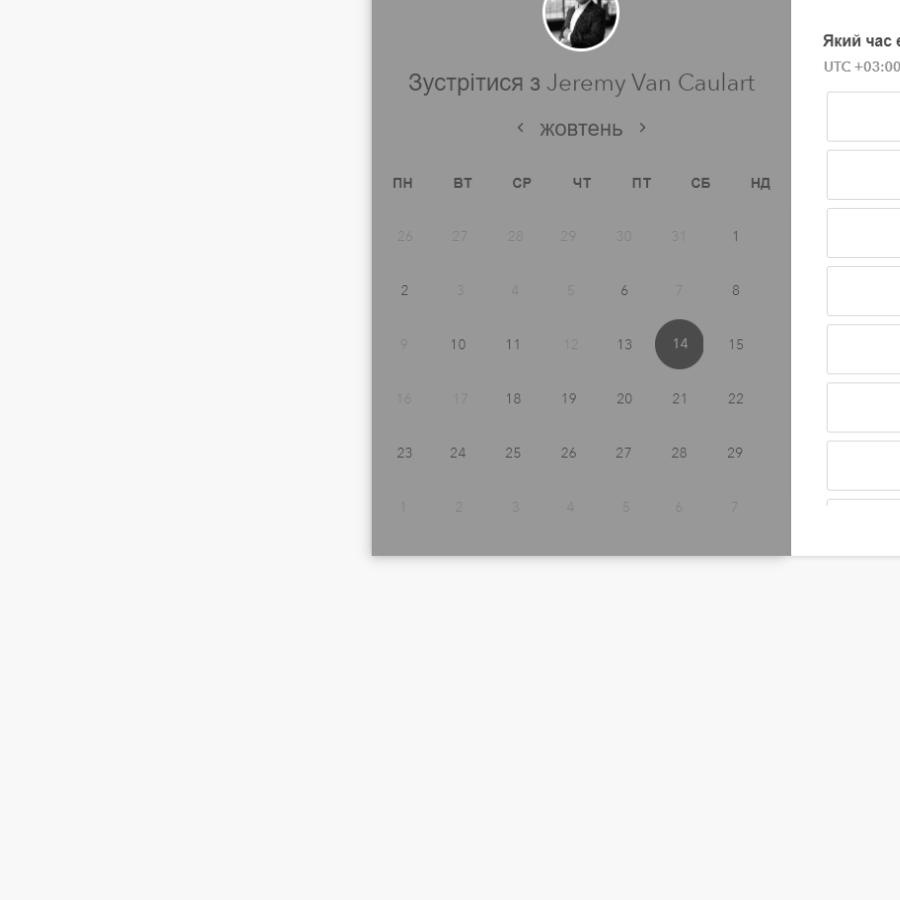 Зустрітися з Jeremy Van Caulart
жовтень
ПН ВТ СР ЧТ ПТ СБ НД
26 27 28 29 30 31 1
2 3 4 5 6 7 8
9 10 11 12 13 14 15
16 17 18 19 20 21 22
23 24 25 26 27 28 29
1 2 3 4 5 6 7
Який час
UTC +03:00